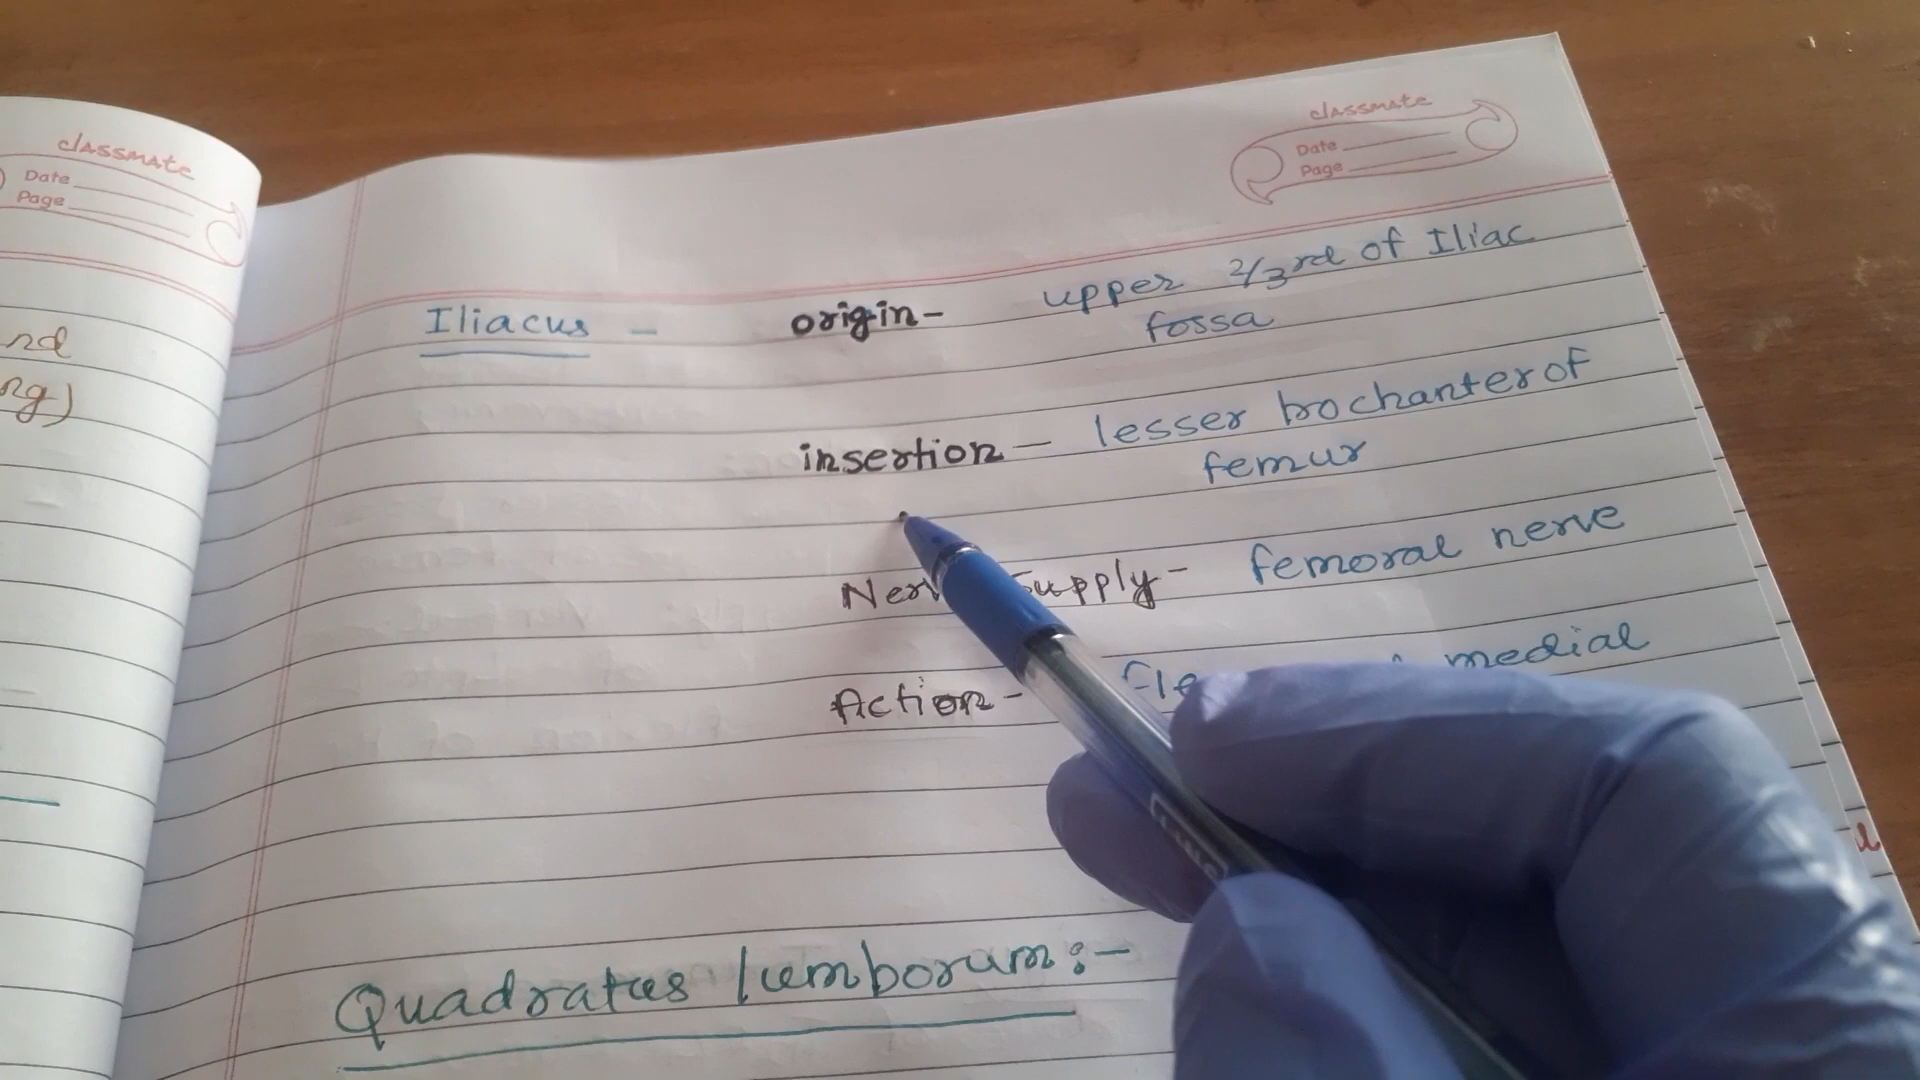 classmate
Date
Page
nd
ng)
classmate
Date
Page
Iliacus - origin- upper 2/3rd of Iliac
fossa
insertion - lesser trochanter of
femur
Supply- femoral nerve
Action- medial
Quadratus lumborum:-